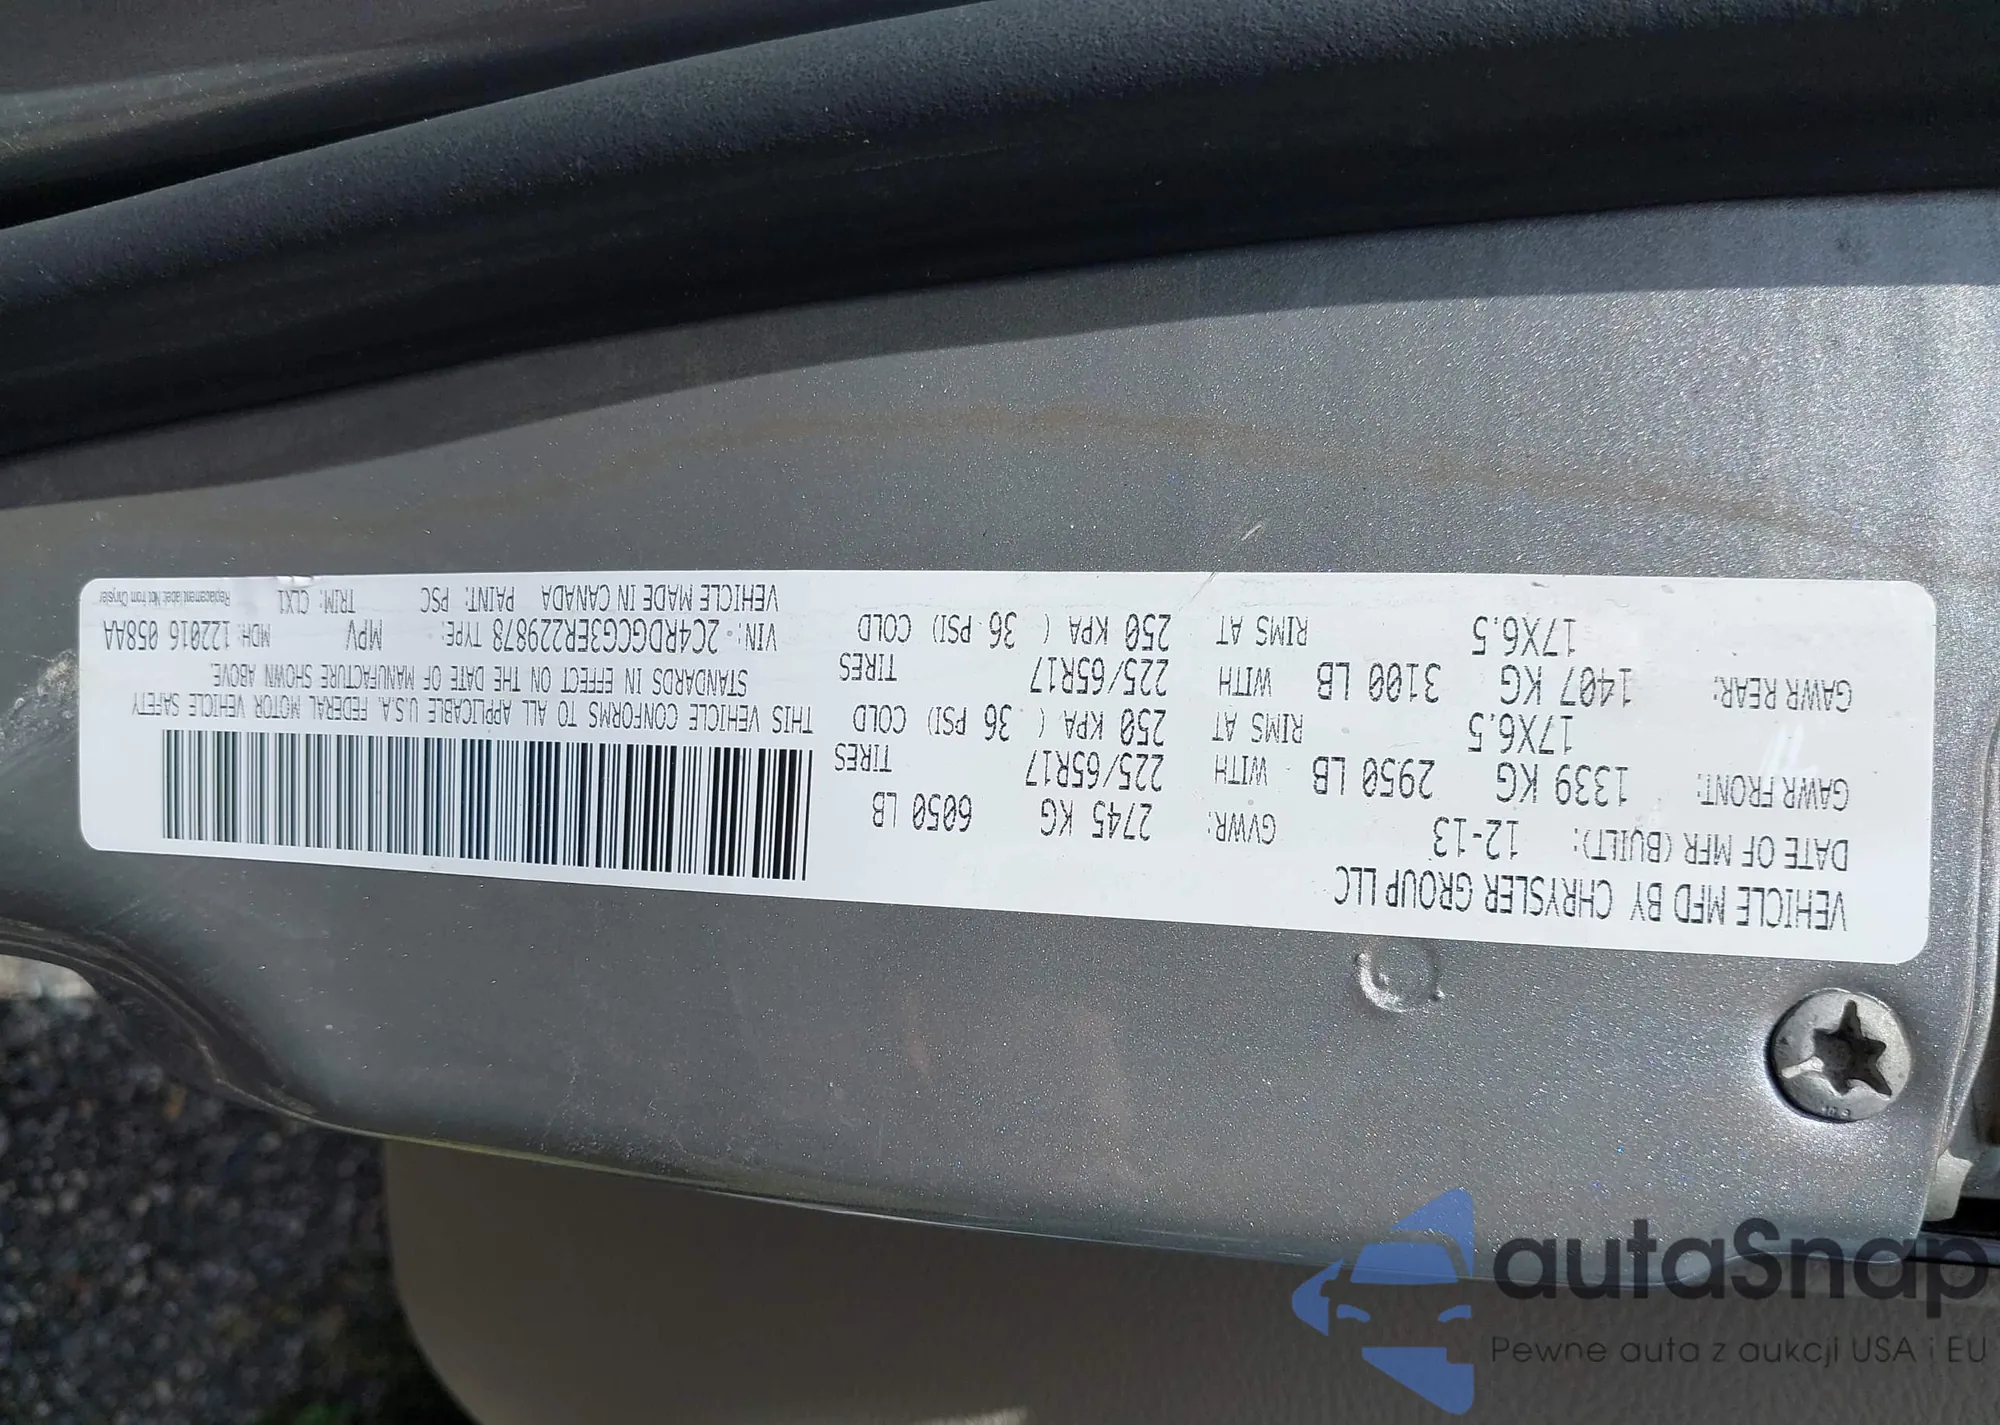 VEHICLE MFD BY CHRYSLER GROUP LLC
DATE OF MFR (BUILT): 12-13 GVWR: 2745 KG 6050 LB
GAWR FRONT: 1339 KG 2950 LB WITH 225/65R17 TIRES
17X6.5 RIMS AT 250 KPA ( 36 PSI) COLD
GAWR REAR: 1407 KG 3100 LB WITH 225/65R17 TIRES
17X6.5 RIMS AT 250 KPA ( 36 PSI) COLD
THIS VEHICLE CONFORMS TO ALL APPLICABLE U.S.A. FEDERAL MOTOR VEHICLE SAFETY
STANDARDS IN EFFECT ON THE DATE OF MANUFACTURE SHOWN ABOVE.
VIN: 2C4RDGCG3ER229878 TYPE: MPV MDH: 122016 058AA
VEHICLE MADE IN CANADA PAINT: PSC TRIM: CLX1 Replacement label: Not from Chrysler
autaSnap
Pewne auta z aukcji USA i EU